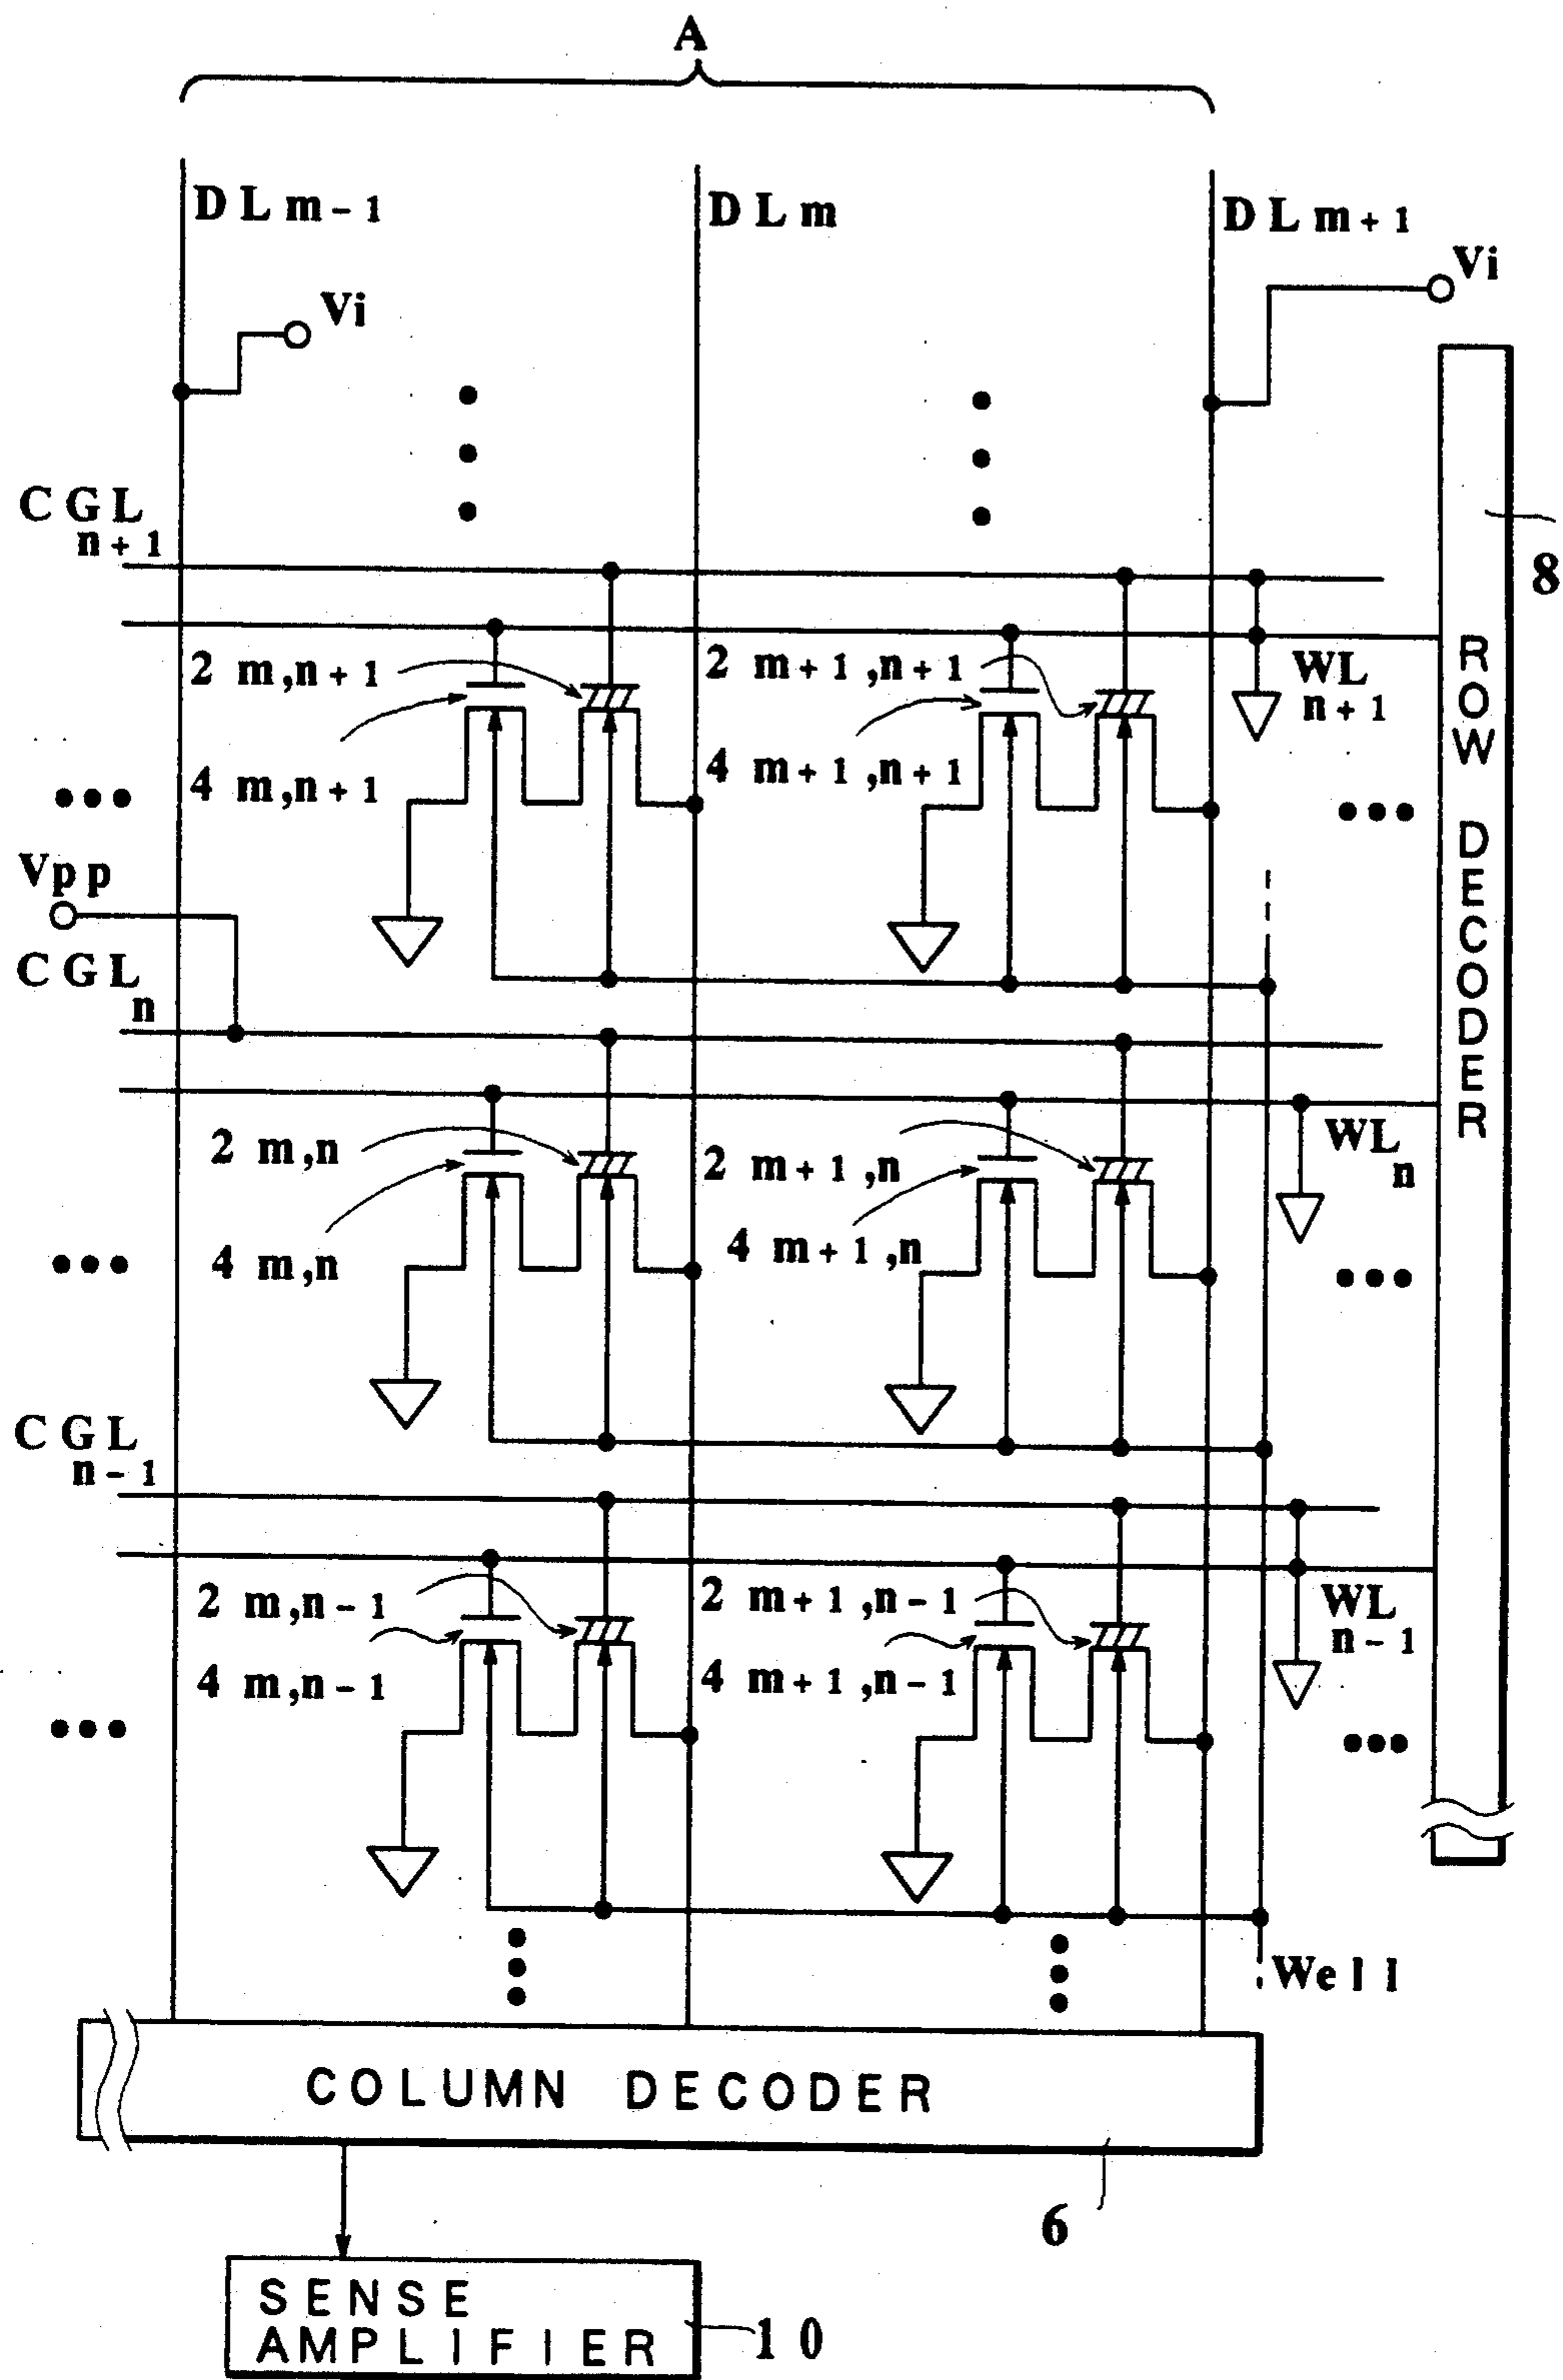 A
DLm-1
DLm
DLm+1
Vi
Vi
CGL
n+1
8
2 m,n+1
2 m+1,n+1
WL
n+1
4 m,n+1
4 m+1,n+1
ROW DECODER
Vpp
CGL
n
2 m,n
2 m+1,n
WL
n
4 m,n
4 m+1,n
CGL
n-1
2 m,n-1
2 m+1,n-1
WL
n-1
4 m,n-1
4 m+1,n-1
Well
COLUMN DECODER
6
SENSE
AMPLIFIER
10